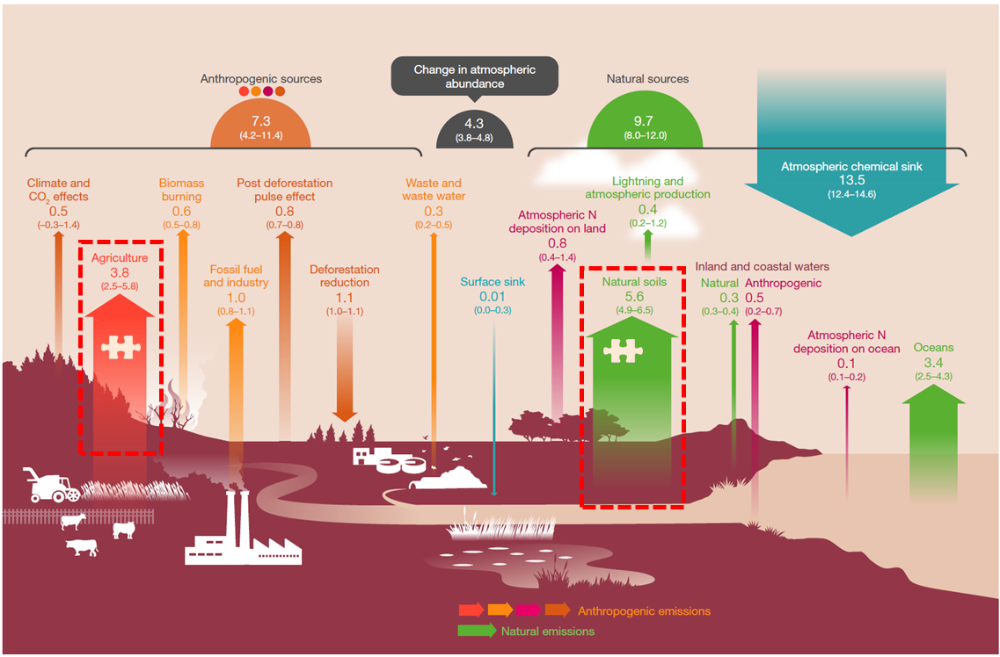 Anthropogenic sources
7.3
(4.2–11.4)
Change in atmospheric
abundance
4.3
(3.8–4.8)
Natural sources
9.7
(8.0–12.0)
Atmospheric chemical sink
13.5
(12.4–14.6)
Climate and
CO₂ effects
0.5
(−0.3–1.4)
Agriculture
3.8
(2.5–5.8)
Biomass
burning
0.6
(0.5–0.8)
Fossil fuel
and industry
1.0
(0.8–1.1)
Post deforestation
pulse effect
0.8
(0.7–0.8)
Deforestation
reduction
1.1
(1.0–1.1)
Waste and
waste water
0.3
(0.2–0.5)
Surface sink
0.01
(0.0–0.3)
Atmospheric N
deposition on land
0.8
(0.4–1.4)
Lightning and
atmospheric production
0.4
(0.2–1.2)
Natural soils
5.6
(4.9–6.5)
Inland and coastal waters
Natural
0.3
(0.3–0.4)
Anthropogenic
0.5
(0.2–0.7)
Atmospheric N
deposition on ocean
0.1
(0.1–0.2)
Oceans
3.4
(2.5–4.3)
Anthropogenic emissions
Natural emissions